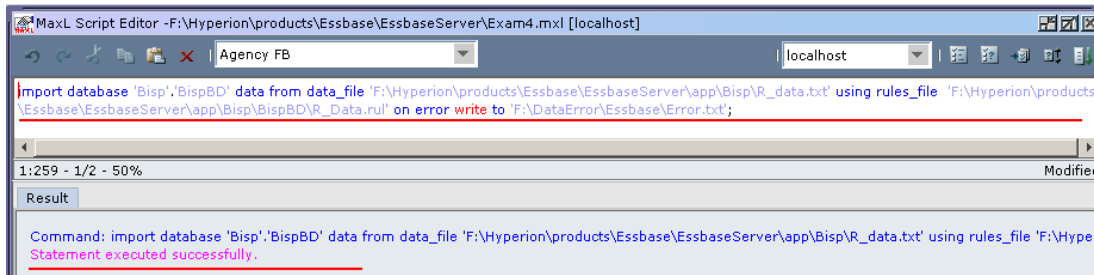 MaxL Script Editor -F:\Hyperion\products\Essbase\EssbaseServer\Exam4.mxl [localhost]
Agency FB localhost
import database 'Bisp'.'BispBD' data from data_file 'F:\Hyperion\products\Essbase\EssbaseServer\app\Bisp\R_data.txt' using rules_file 'F:\Hyperion\products
\Essbase\EssbaseServer\app\Bisp\BispBD\R_Data.rul' on error write to 'F:\DataError\Essbase\Error.txt';
1:259 - 1/2 - 50% Modifie
Result
Command: import database 'Bisp'.'BispBD' data from data_file 'F:\Hyperion\products\Essbase\EssbaseServer\app\Bisp\R_data.txt' using rules_file 'F:\Hype
Statement executed successfully.